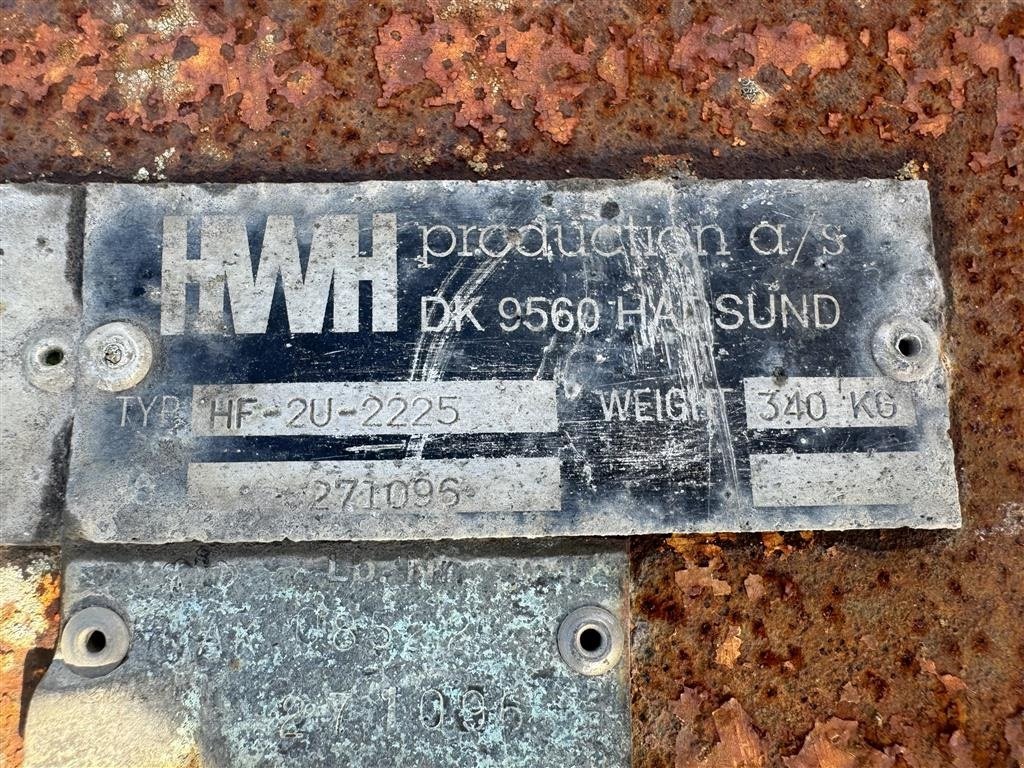 HWH production a/s
DK 9560 HADSUND
TYP HF-2U-2225 WEIGHT 340 KG
271096
271096